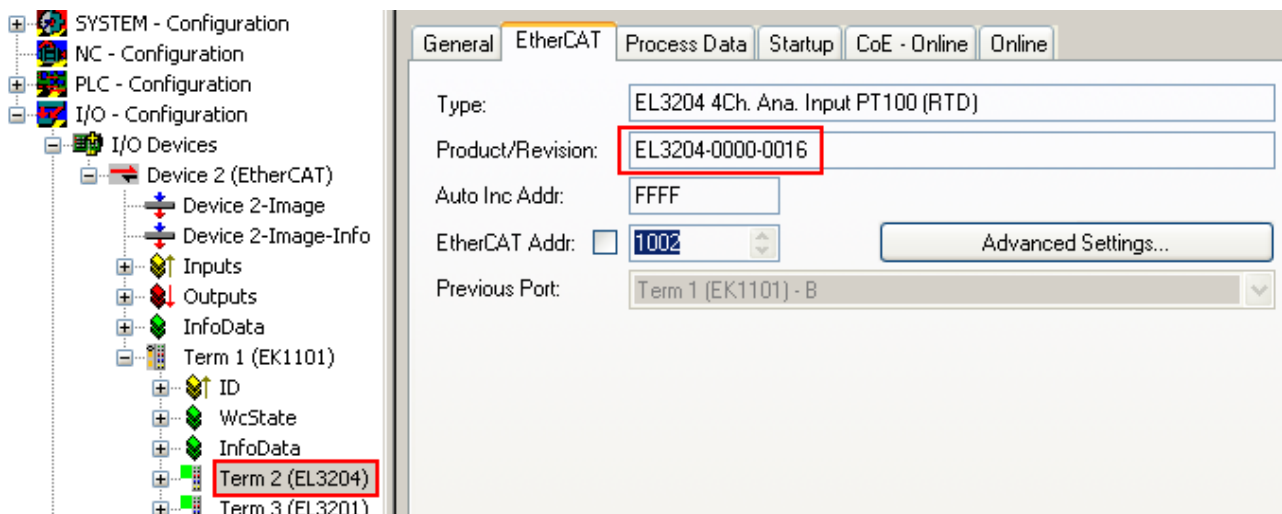 SYSTEM - Configuration
NC - Configuration
PLC - Configuration
I/O - Configuration
I/O Devices
Device 2 (EtherCAT)
Device 2-Image
Device 2-Image-Info
Inputs
Outputs
InfoData
Term 1 (EK1101)
ID
WcState
InfoData
Term 2 (EL3204)
Term 3 (EL3201)
General EtherCAT Process Data Startup CoE - Online Online
Type: EL3204 4Ch. Ana. Input PT100 (RTD)
Product/Revision: EL3204-0000-0016
Auto Inc Addr: FFFF
EtherCAT Addr: 1002 Advanced Settings...
Previous Port: Term 1 (EK1101) - B